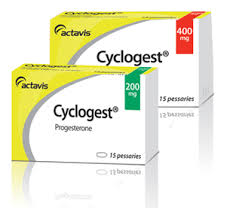 actavis
400
mg
Cyclogest®
15 pessaries
actavis
200
mg
Cyclogest®
Progesterone
15 pessaries